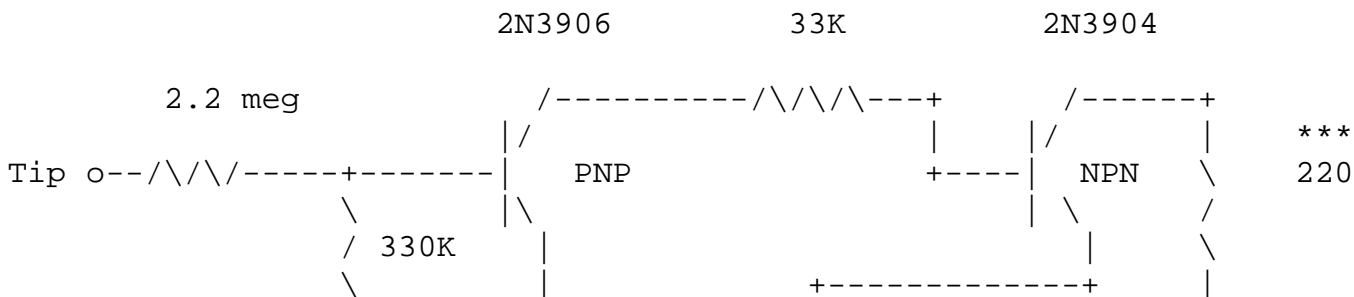 2N3906           33K            2N3904

          2.2 meg                 /----------/\/\/\---+       /------+
                                |/                    |     |/       |    ***
Tip o--/\/\/-----+-------|    PNP                +----|  NPN    \    220
                     \         |\                           |  \     /
                     / 330K      |                              |     \
                     \           |               +-------------+     |